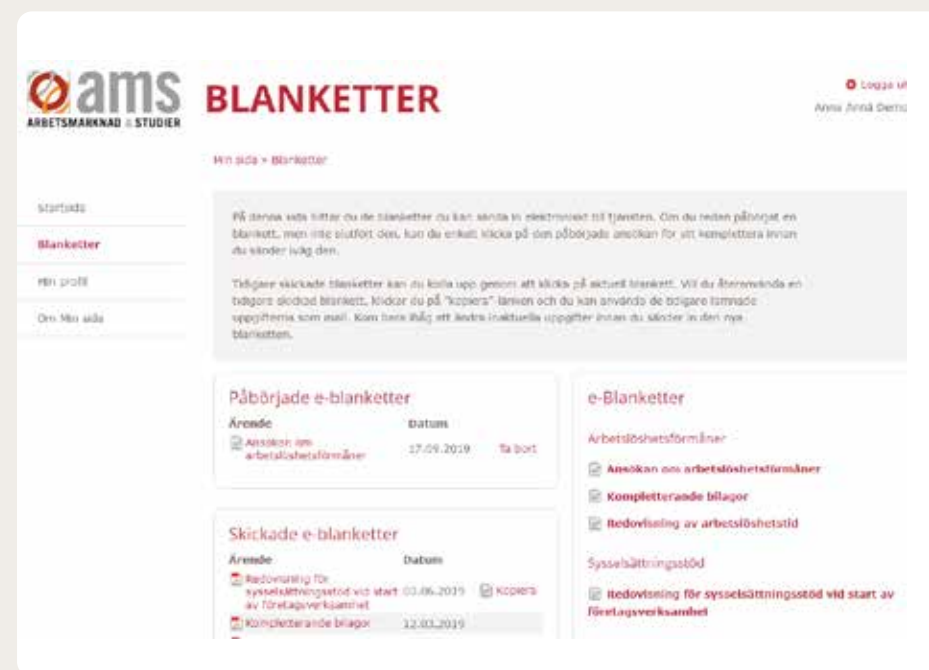 ams
ARBETSMARKNAD & STUDIER
BLANKETTER
Logga ut
Anna Anná Demo
Min sida » Blanketter
Startsida
Blanketter
Min profil
Om Min sida
På denna sida hittar du de blanketter du kan sända in elektroniskt till tjänsten. Om du redan påbörjat en
blankett, men inte slutfört den, kan du enkelt klicka på den påbörjade ansökan för att komplettera innan
du sänder iväg den.
Tidigare skickade blanketter kan du kolla upp genom att klicka på aktuell blankett. Vill du återanvända en
tidigare skickad blankett, klickar du på "kopiera"-länken och du kan använda de tidigare lämnade
uppgifterna som mall. Kom bara ihåg att ändra inaktuella uppgifter innan du sänder in den nya
blanketten.
Påbörjade e-blanketter
Ärende Datum
Ansökan om
arbetslöshetsförmåner 17.09.2019 Ta bort
Skickade e-blanketter
Ärende Datum
Redovisning för
sysselsättningsstöd vid start 03.06.2019 Kopiera
av företagsverksamhet
Kompletterande bilagor 12.03.2019
e-Blanketter
Arbetslöshetsförmåner
Ansökan om arbetslöshetsförmåner
Kompletterande bilagor
Redovisning av arbetslöshetstid
Sysselsättningsstöd
Redovisning för sysselsättningsstöd vid start av
företagsverksamhet